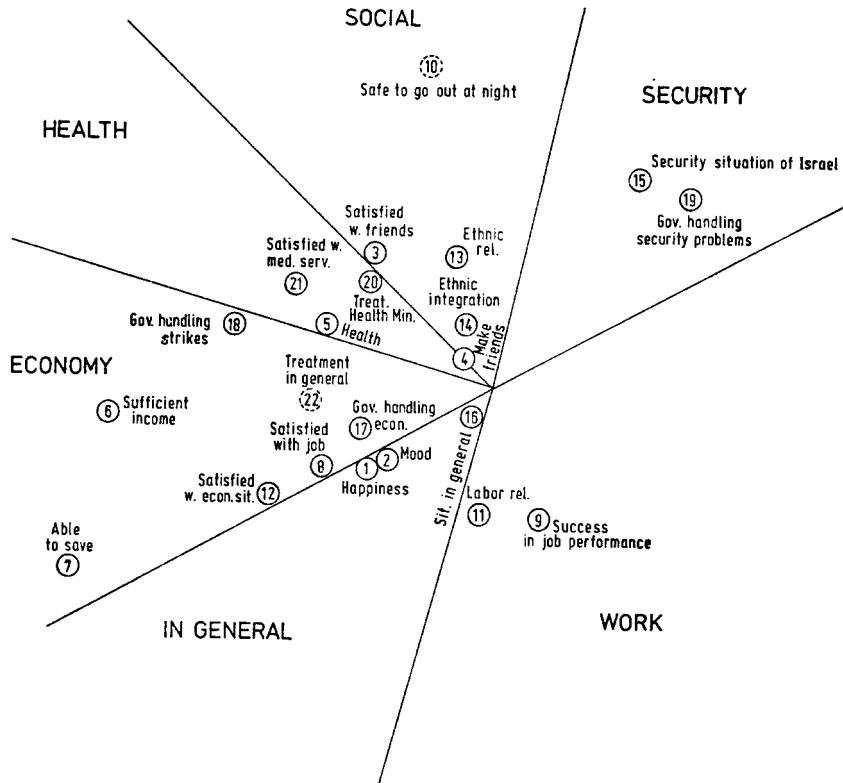 SOCIAL
10
Safe to go out at night
SECURITY
HEALTH
15
Security situation of Israel
19
Gov. handling
security problems
Satisfied
w. friends
3
Ethnic
rel.
13
Satisfied w.
med. serv.
21
20
Treat.
Health Min.
Ethnic
integration
14
Gov. hundling
strikes
18
5
Health
4
Make
friends
ECONOMY
Treatment
in general
22
6
Sufficient
income
Gov. handling
econ.
17
16
Sit. in general
Satisfied
with job
8
2
Mood
1
Happiness
Satisfied
w. econ.sit.
12
Labor rel.
11
9
Success
in job performance
Able
to save
7
IN GENERAL
WORK